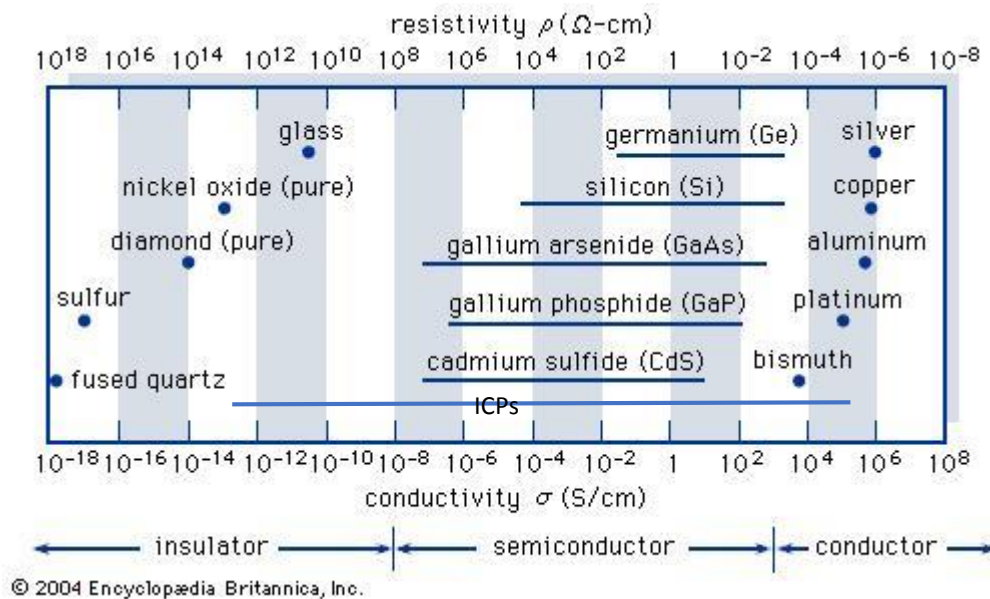 resistivity ρ (Ω-cm)
10¹⁸ 10¹⁶ 10¹⁴ 10¹² 10¹⁰ 10⁸ 10⁶ 10⁴ 10² 1 10⁻² 10⁻⁴ 10⁻⁶ 10⁻⁸
glass germanium (Ge) silver
nickel oxide (pure) silicon (Si) copper
diamond (pure) gallium arsenide (GaAs) aluminum
sulfur gallium phosphide (GaP) platinum
fused quartz cadmium sulfide (CdS) bismuth
ICPs
10⁻¹⁸ 10⁻¹⁶ 10⁻¹⁴ 10⁻¹² 10⁻¹⁰ 10⁻⁸ 10⁻⁶ 10⁻⁴ 10⁻² 1 10² 10⁴ 10⁶ 10⁸
conductivity σ (S/cm)
insulator semiconductor conductor
© 2004 Encyclopædia Britannica, Inc.